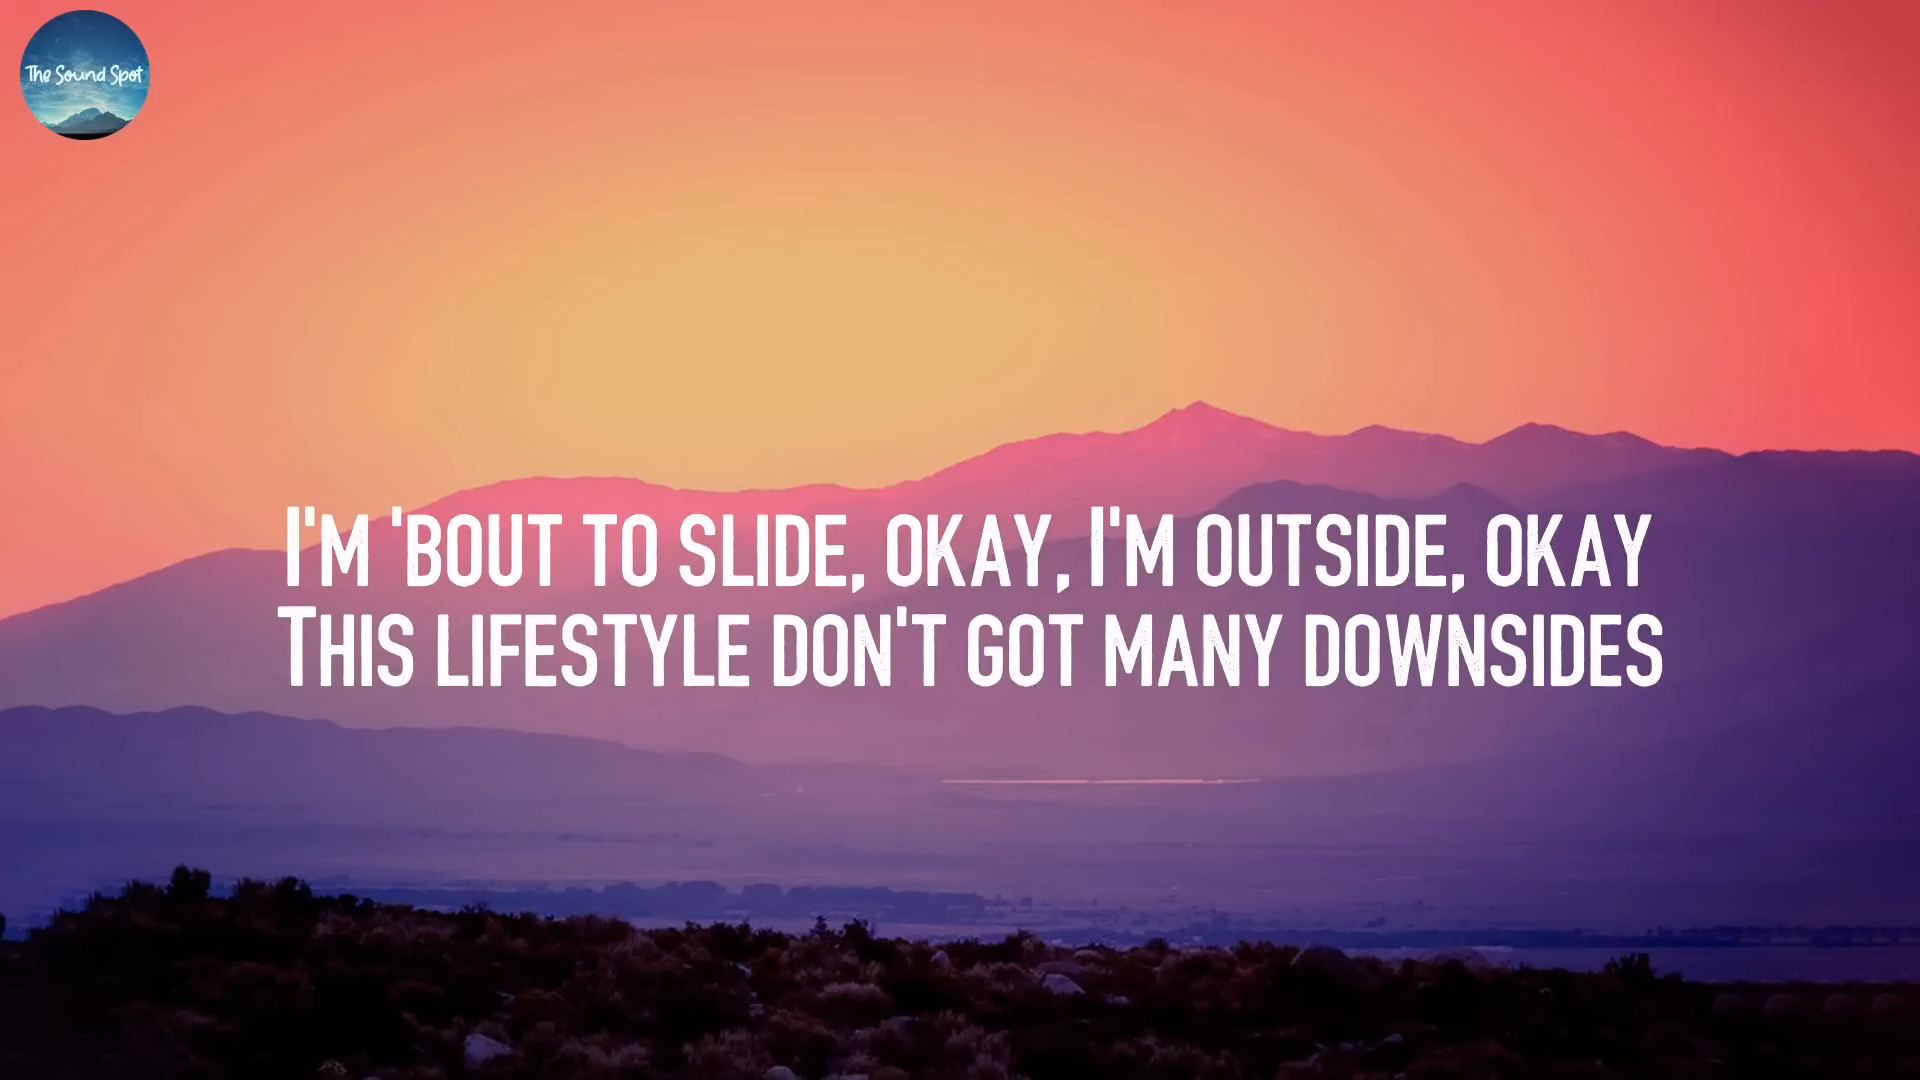 The Sound Spot
I'M 'BOUT TO SLIDE, OKAY, I'M OUTSIDE, OKAY
THIS LIFESTYLE DON'T GOT MANY DOWNSIDES